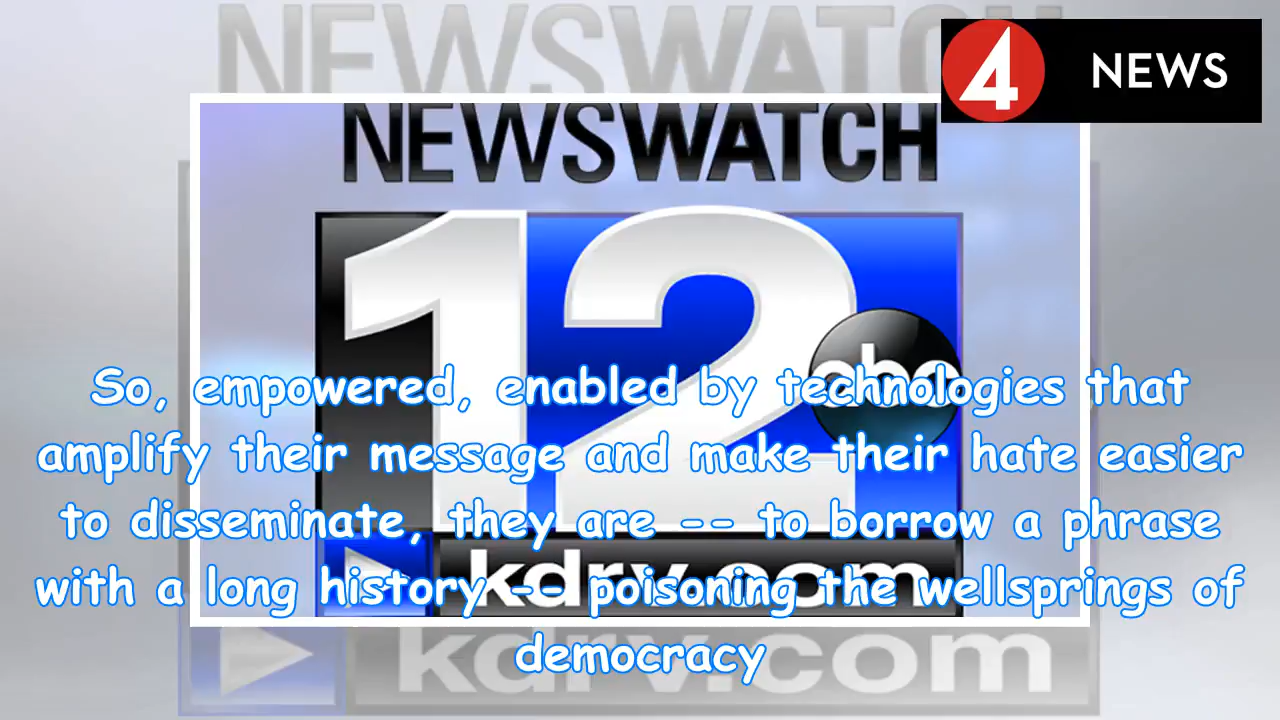 NEWSWATCH
4 NEWS
NEWSWATCH
12
abc
So, empowered, enabled by technologies that
amplify their message and make their hate easier
to disseminate, they are -- to borrow a phrase
with a long history -- poisoning the wellsprings of
democracy
kdrv.com
kdrv.com